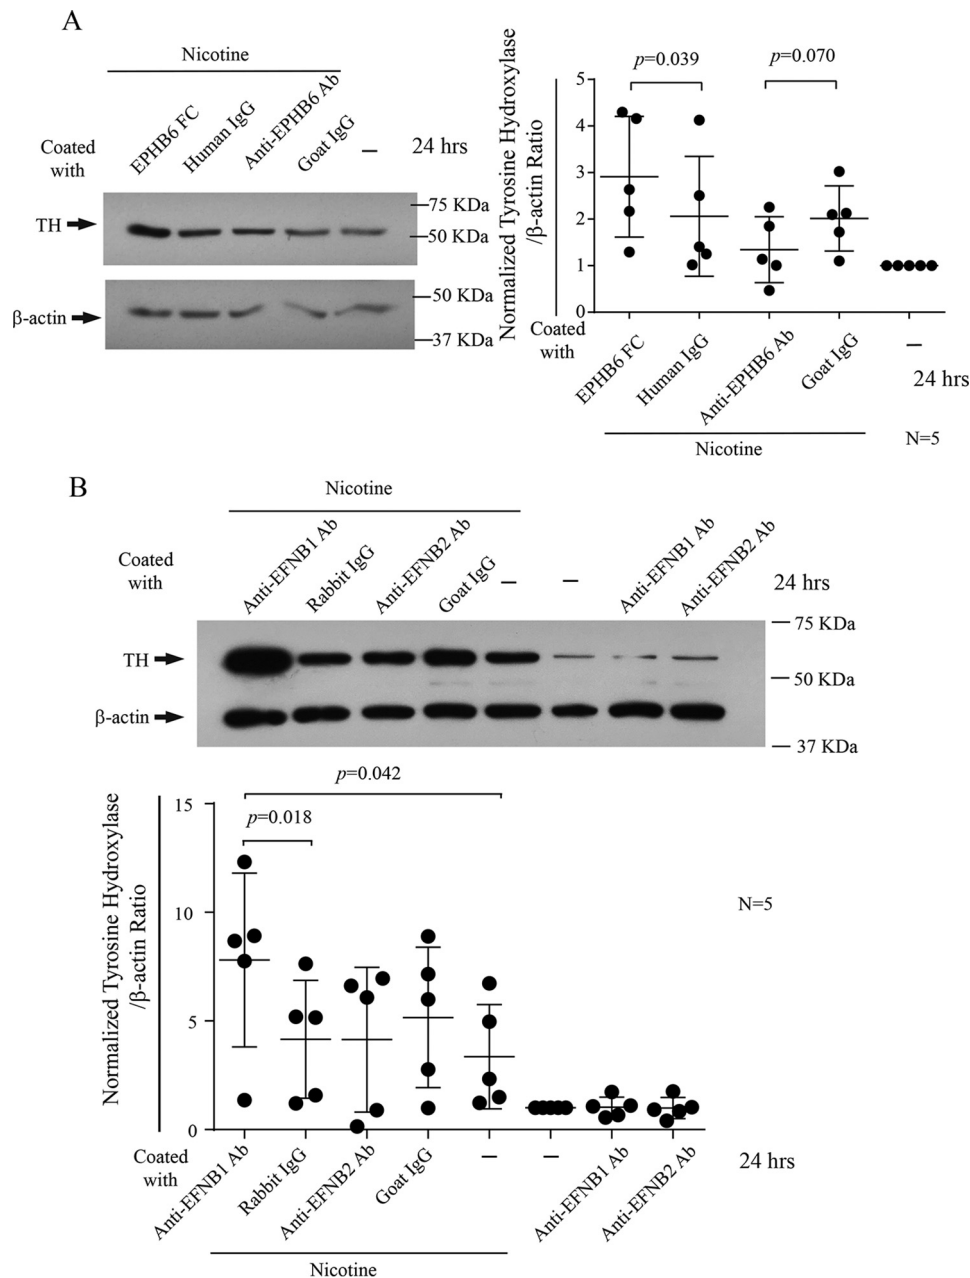 A
Nicotine
Coated
with
EPHB6 FC
Human IgG
Anti-EPHB6 Ab
Goat IgG
–
24 hrs
TH
75 KDa
50 KDa
β-actin
50 KDa
37 KDa
Normalized Tyrosine Hydroxylase
/β-actin Ratio
p=0.039
p=0.070
5
4
3
2
1
0
Coated
with
EPHB6 FC
Human IgG
Anti-EPHB6 Ab
Goat IgG
–
24 hrs
Nicotine
N=5
B
Nicotine
Coated
with
Anti-EFNB1 Ab
Rabbit IgG
Anti-EFNB2 Ab
Goat IgG
–
–
Anti-EFNB1 Ab
Anti-EFNB2 Ab
24 hrs
TH
β-actin
75 KDa
50 KDa
37 KDa
Normalized Tyrosine Hydroxylase
/β-actin Ratio
p=0.042
p=0.018
15
10
5
0
N=5
Coated
with
Anti-EFNB1 Ab
Rabbit IgG
Anti-EFNB2 Ab
Goat IgG
–
–
Anti-EFNB1 Ab
Anti-EFNB2 Ab
24 hrs
Nicotine